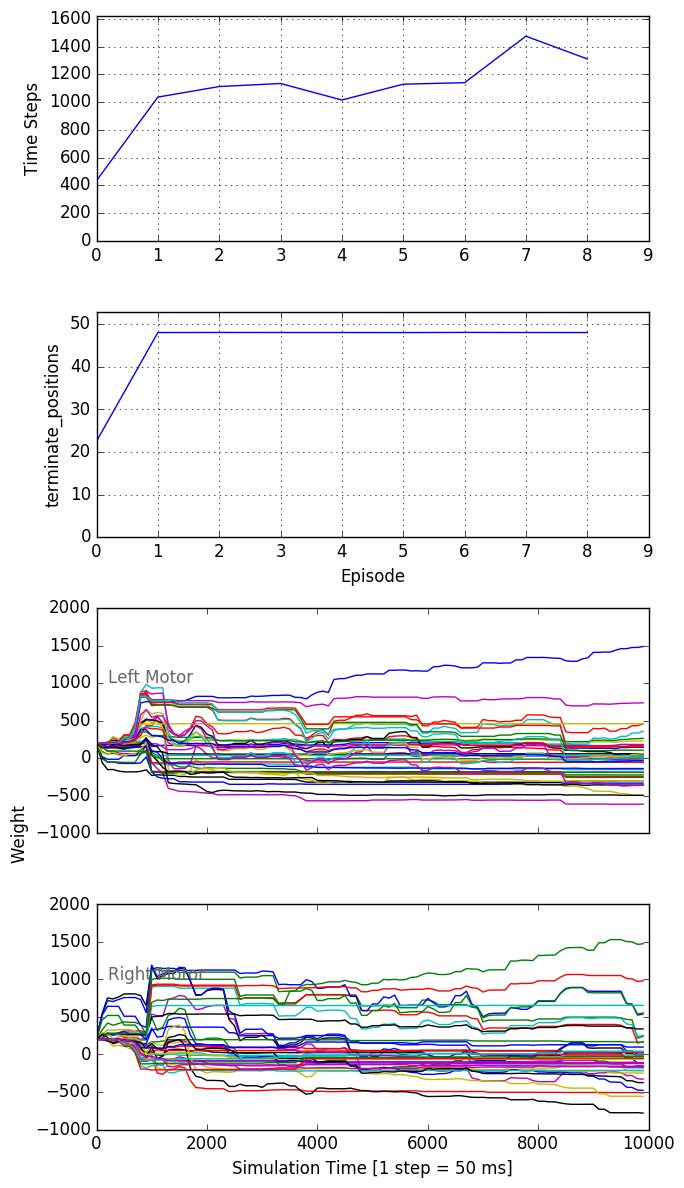 1600
1400
1200
1000
800
600
400
200
0
Time Steps
0 1 2 3 4 5 6 7 8 9
50
40
30
20
10
0
terminate_positions
0 1 2 3 4 5 6 7 8 9
Episode
2000
1500
1000
500
0
−500
−1000
Left Motor
Weight
2000
1500
1000
500
0
−500
−1000
Right Motor
0 2000 4000 6000 8000 10000
Simulation Time [1 step = 50 ms]